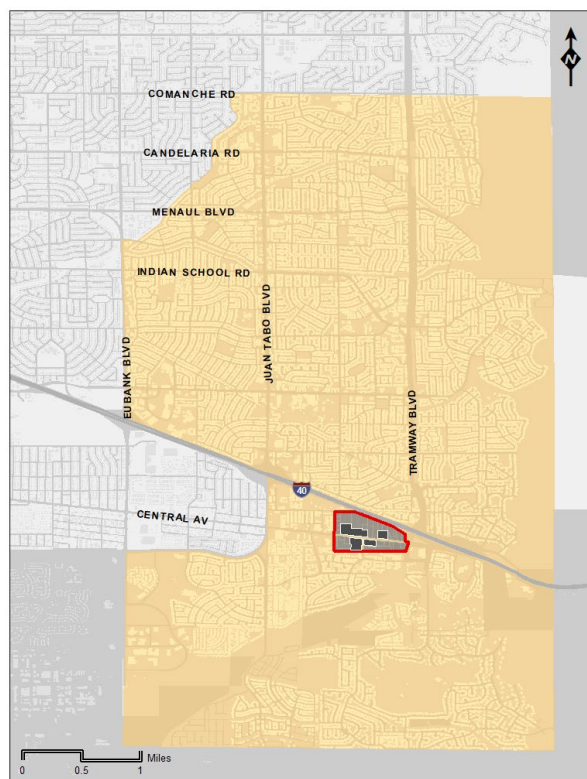 N
COMANCHE RD
CANDELARIA RD
MENAUL BLVD
INDIAN SCHOOL RD
JUAN TABO BLVD
EUBANK BLVD
TRAMWAY BLVD
40
CENTRAL AV
Miles
0 0.5 1